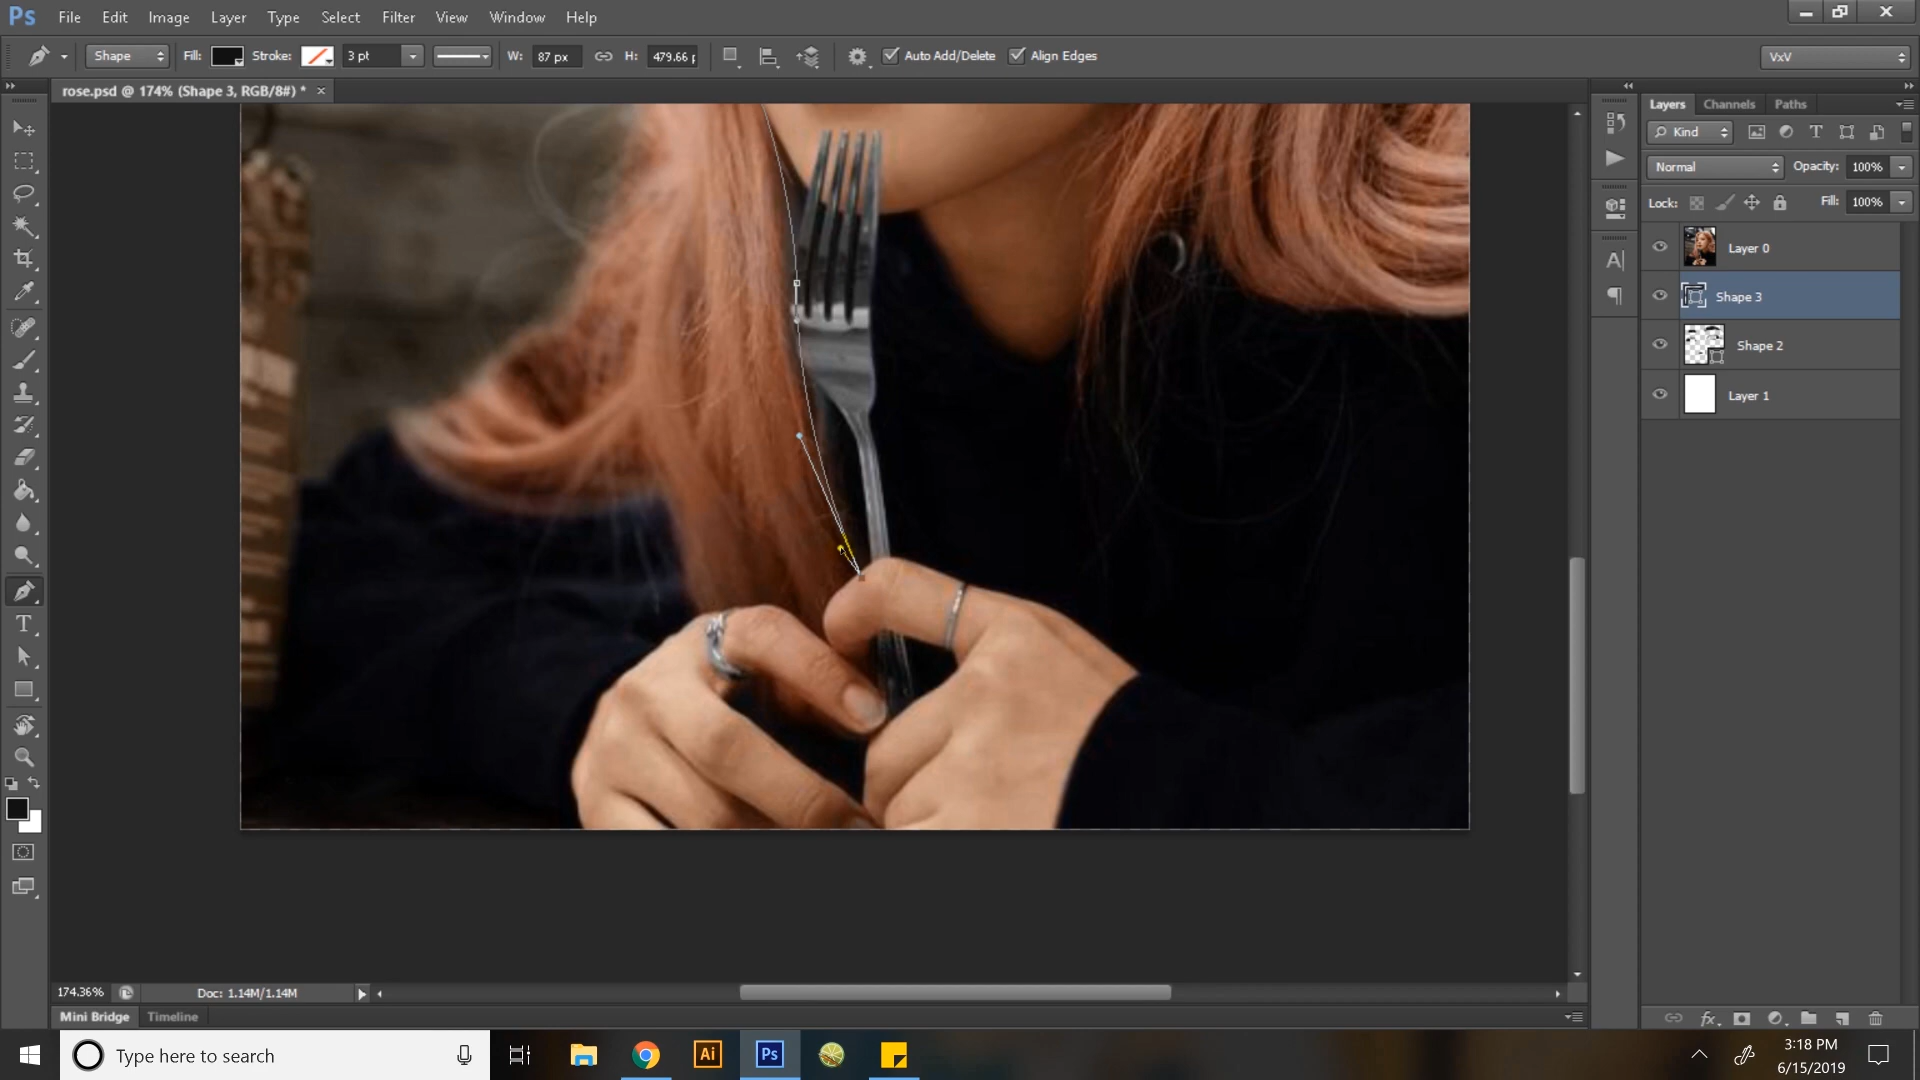 Ps File Edit Image Layer Type Select Filter View Window Help
Shape Fill: Stroke: 3 pt W: 87 px H: 479.66 Auto Add/Delete Align Edges VxV
rose.psd @ 174% (Shape 3, RGB/8#) * ×
Layers Channels Paths
Kind
Normal Opacity: 100%
Lock: Fill: 100%
Layer 0
Shape 3
Shape 2
Layer 1
174.36% Doc: 1.14M/1.14M
Mini Bridge Timeline
Type here to search Ai Ps
3:18 PM
6/15/2019